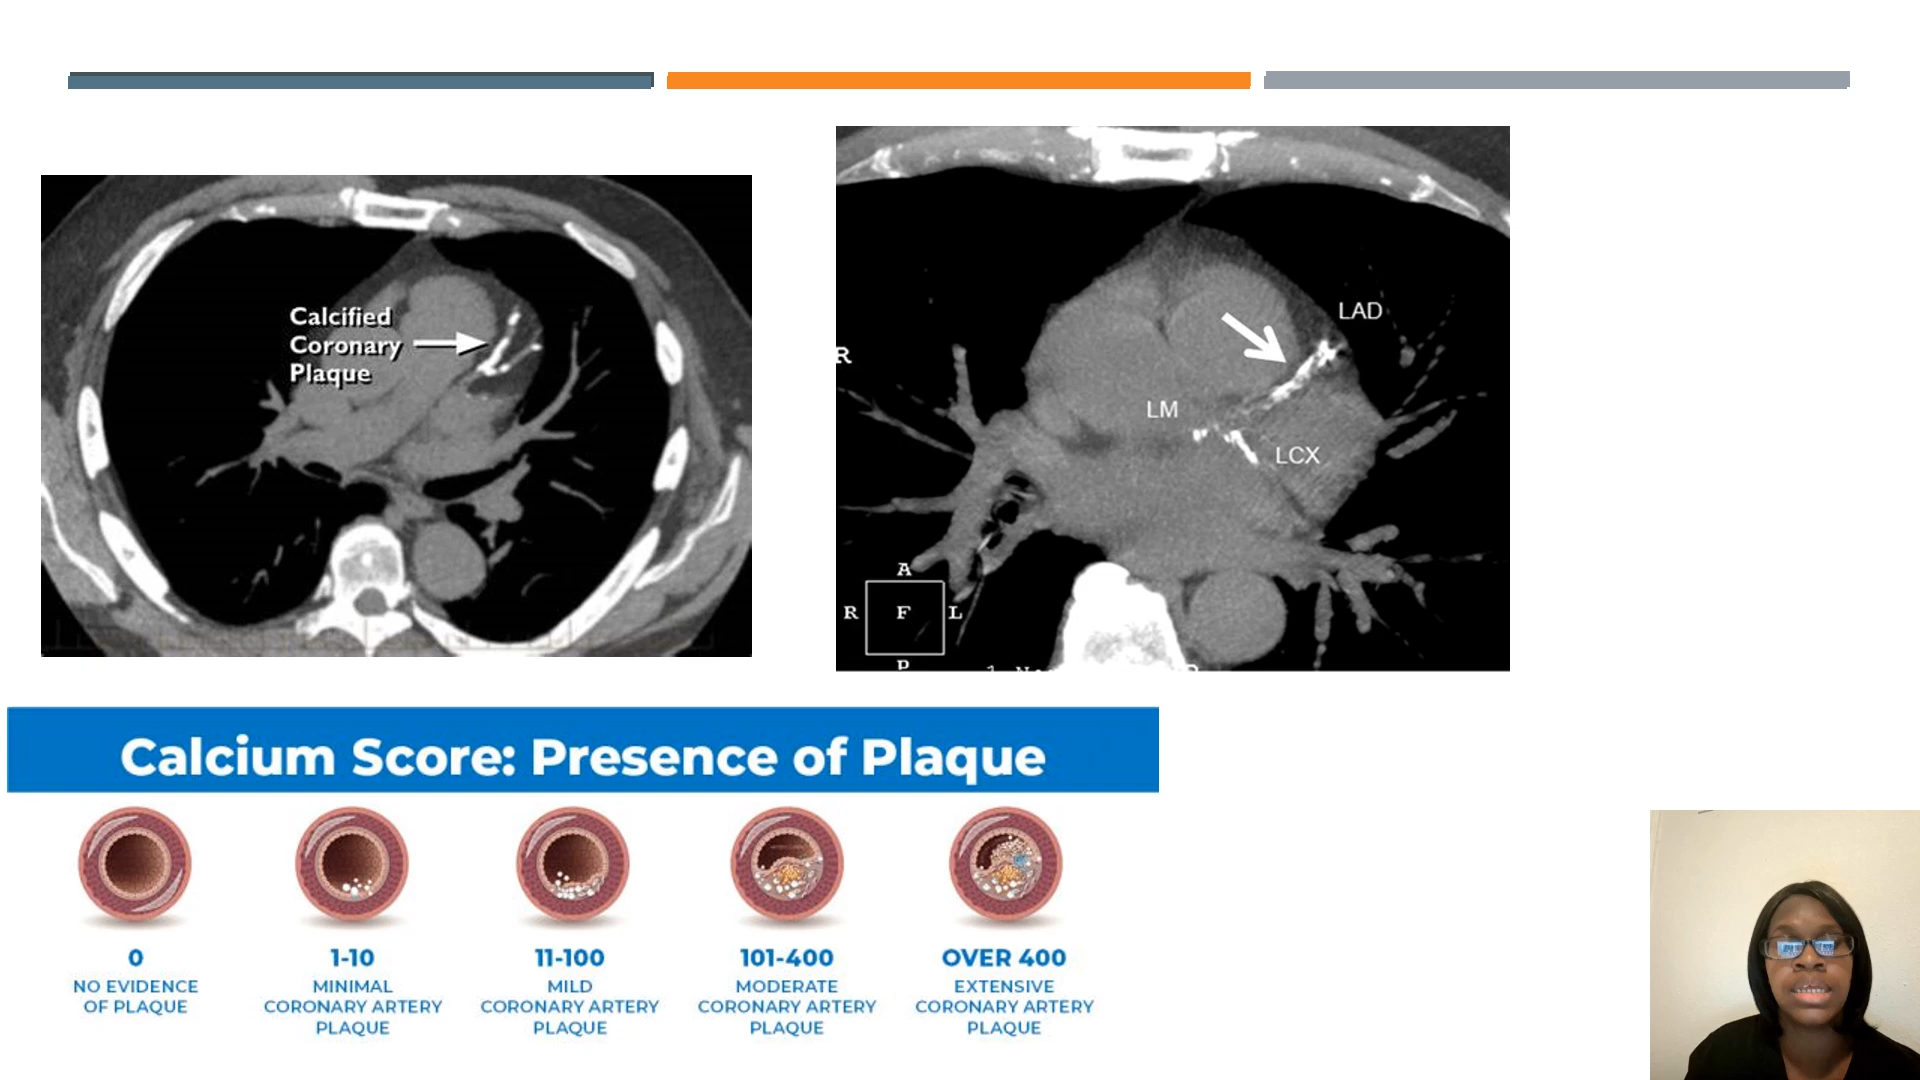 Calcified
Coronary
Plaque
LAD
R
LM
LCX
A
R F L
P
Calcium Score: Presence of Plaque
0
NO EVIDENCE
OF PLAQUE
1-10
MINIMAL
CORONARY ARTERY
PLAQUE
11-100
MILD
CORONARY ARTERY
PLAQUE
101-400
MODERATE
CORONARY ARTERY
PLAQUE
OVER 400
EXTENSIVE
CORONARY ARTERY
PLAQUE